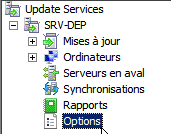 Update Services
SRV-DEP
Mises à jour
Ordinateurs
Serveurs en aval
Synchronisations
Rapports
Options